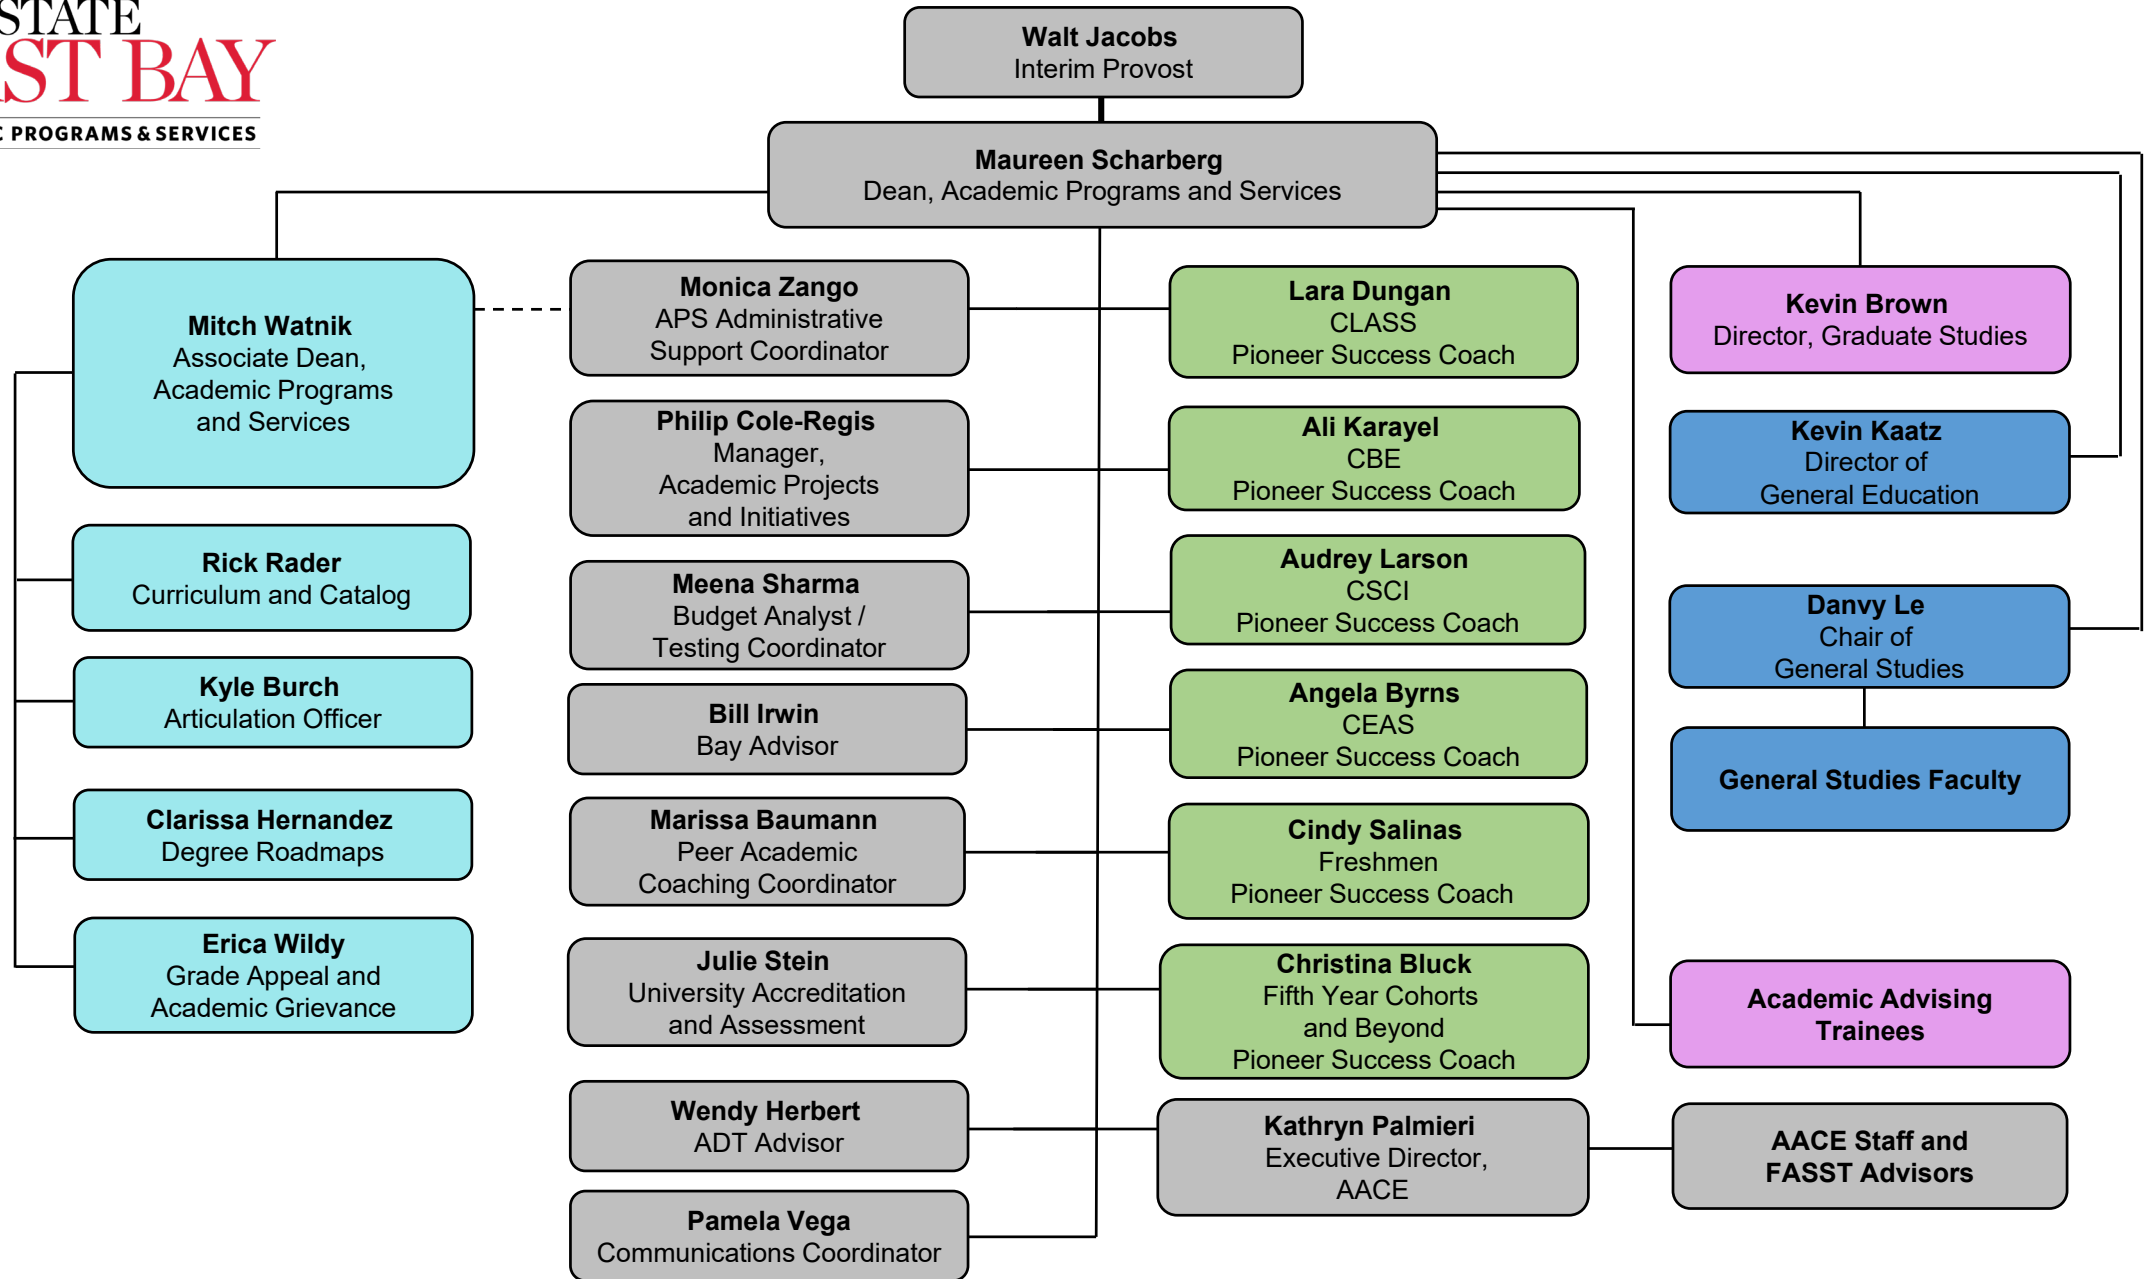 STATE
ST BAY
PROGRAMS & SERVICES
Walt Jacobs
Interim Provost
Maureen Scharberg
Dean, Academic Programs and Services
Mitch Watnik
Associate Dean,
Academic Programs
and Services
Rick Rader
Curriculum and Catalog
Kyle Burch
Articulation Officer
Clarissa Hernandez
Degree Roadmaps
Erica Wildy
Grade Appeal and
Academic Grievance
Monica Zango
APS Administrative
Support Coordinator
Philip Cole-Regis
Manager,
Academic Projects
and Initiatives
Meena Sharma
Budget Analyst /
Testing Coordinator
Bill Irwin
Bay Advisor
Marissa Baumann
Peer Academic
Coaching Coordinator
Julie Stein
University Accreditation
and Assessment
Wendy Herbert
ADT Advisor
Pamela Vega
Communications Coordinator
Lara Dungan
CLASS
Pioneer Success Coach
Ali Karayel
CBE
Pioneer Success Coach
Audrey Larson
CSCI
Pioneer Success Coach
Angela Byrns
CEAS
Pioneer Success Coach
Cindy Salinas
Freshmen
Pioneer Success Coach
Christina Bluck
Fifth Year Cohorts
and Beyond
Pioneer Success Coach
Kathryn Palmieri
Executive Director,
AACE
Kevin Brown
Director, Graduate Studies
Kevin Kaatz
Director of
General Education
Danvy Le
Chair of
General Studies
General Studies Faculty
Academic Advising
Trainees
AACE Staff and
FASST Advisors